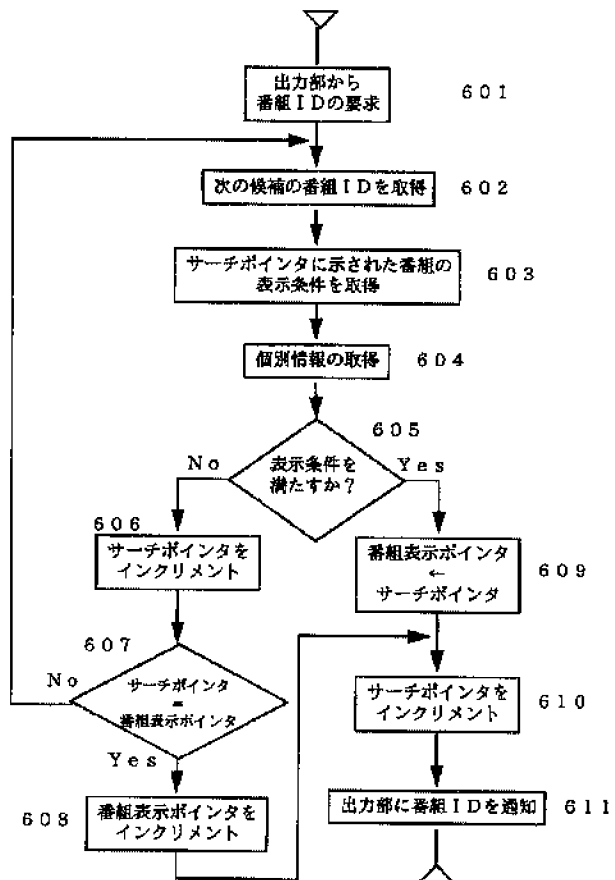 出力部から
番組IDの要求
601
次の候補の番組IDを取得
602
サーチポインタに示された番組の
表示条件を取得
603
個別情報の取得
604
605
表示条件を
満たすか?
No
Yes
606
サーチポインタを
インクリメント
番組表示ポインタ
←
サーチポインタ
609
607
No
サーチポインタ
=
番組表示ポインタ
Yes
サーチポインタを
インクリメント
610
608
番組表示ポインタを
インクリメント
出力部に番組IDを通知
611